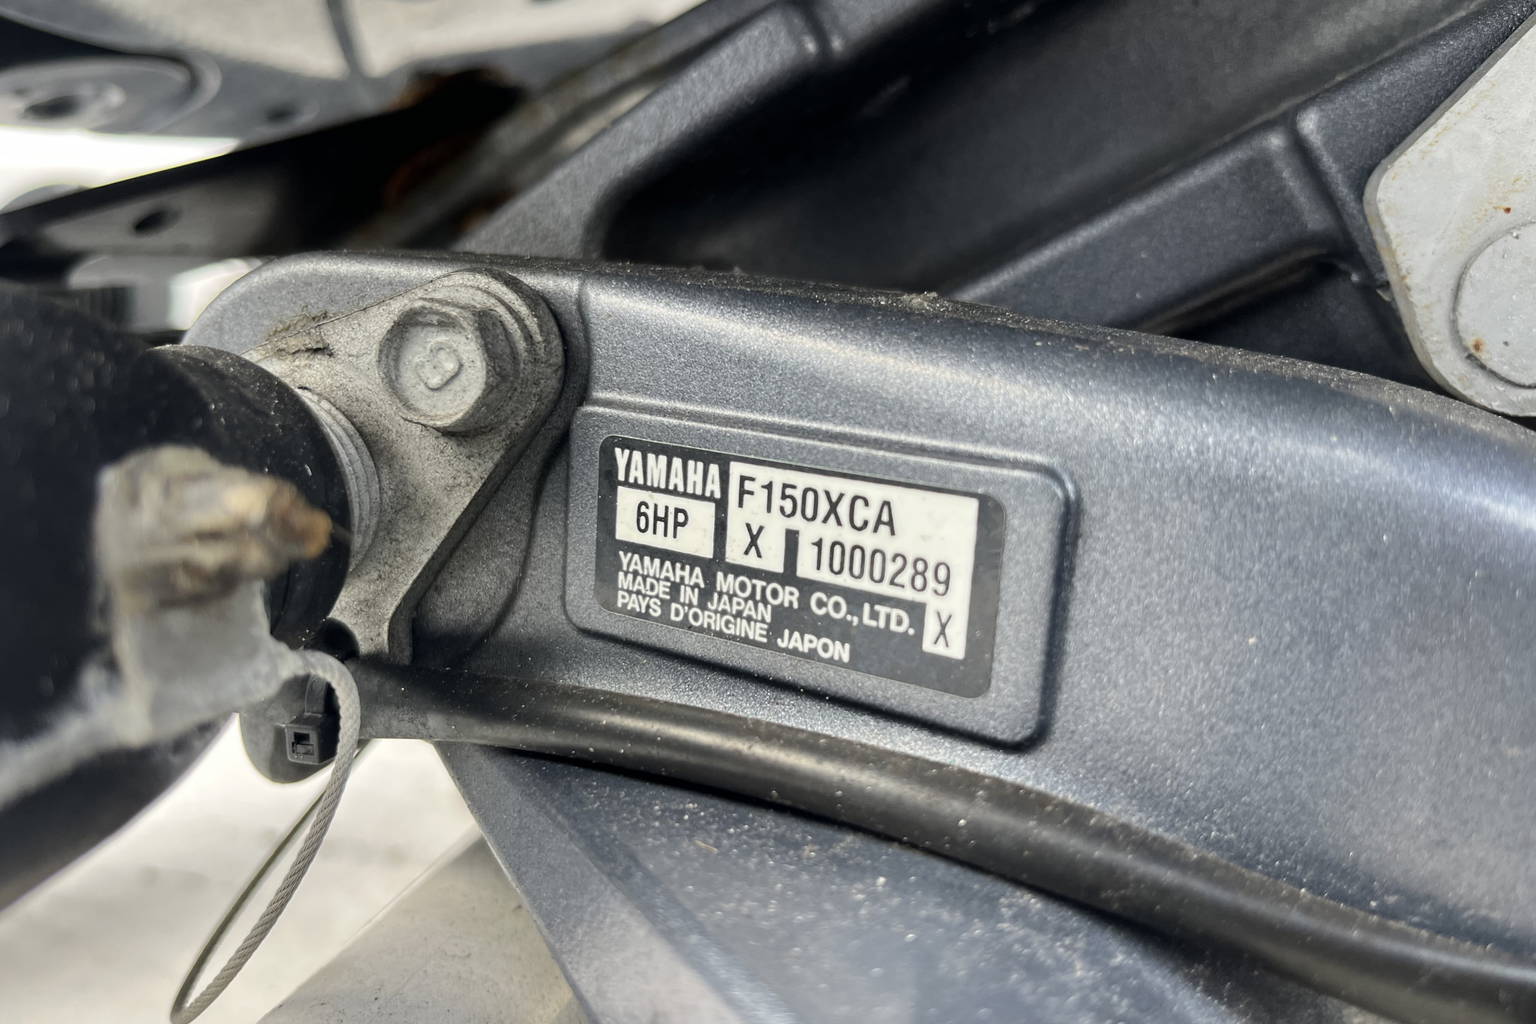 YAMAHA F150XCA
6HP X 1000289
YAMAHA MOTOR CO.,LTD. X
MADE IN JAPAN
PAYS D'ORIGINE JAPON